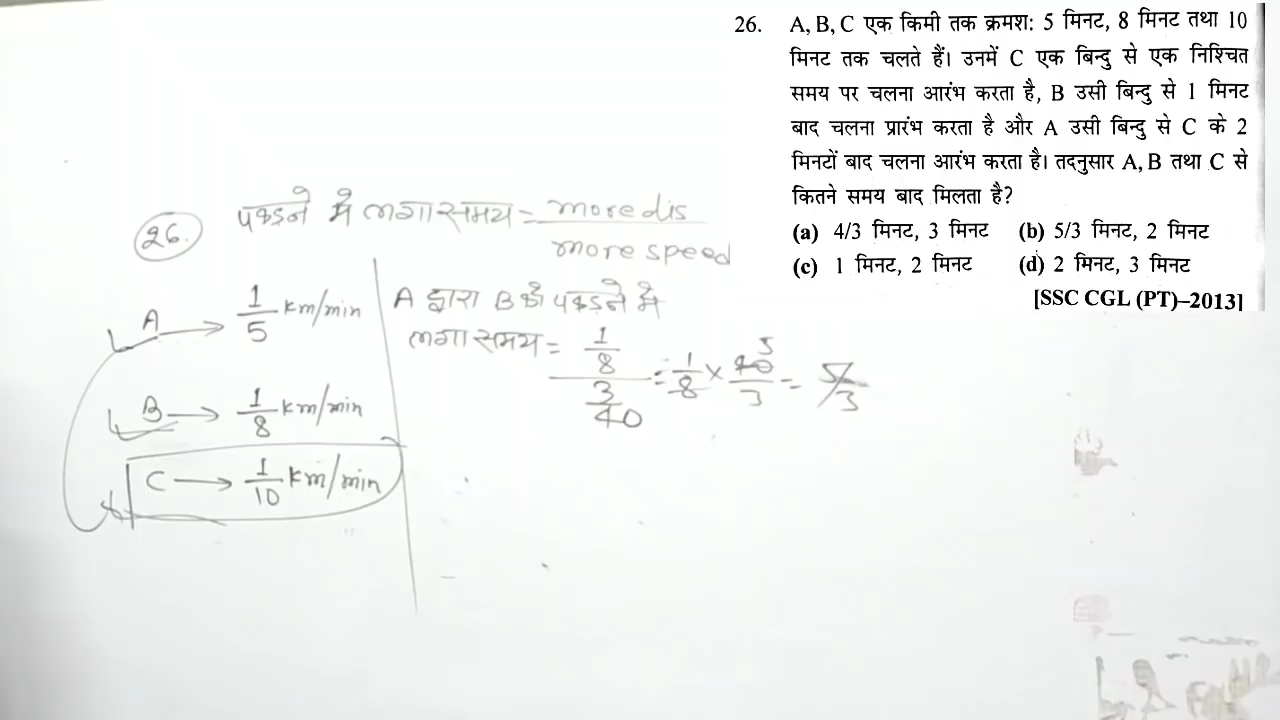 26. A, B, C एक किमी तक क्रमश: 5 मिनट, 8 मिनट तथा 10
मिनट तक चलते हैं। उनमें C एक बिन्दु से एक निश्चित
समय पर चलना आरंभ करता है, B उसी बिन्दु से 1 मिनट
बाद चलना प्रारंभ करता है और A उसी बिन्दु से C के 2
मिनटों बाद चलना आरंभ करता है। तदनुसार A, B तथा C से
कितने समय बाद मिलता है?
(a) 4/3 मिनट, 3 मिनट (b) 5/3 मिनट, 2 मिनट
(c) 1 मिनट, 2 मिनट (d) 2 मिनट, 3 मिनट
[SSC CGL (PT)–2013]
26. पकडने मे लगा समय = more dis / more speed
A → 1/5 km/min
B → 1/8 km/min
C → 1/10 km/min
A द्वारा B को पकडने मे
लगा समय = 1/8 / 3/40 = 1/8 × 40 5/3 = 5/3